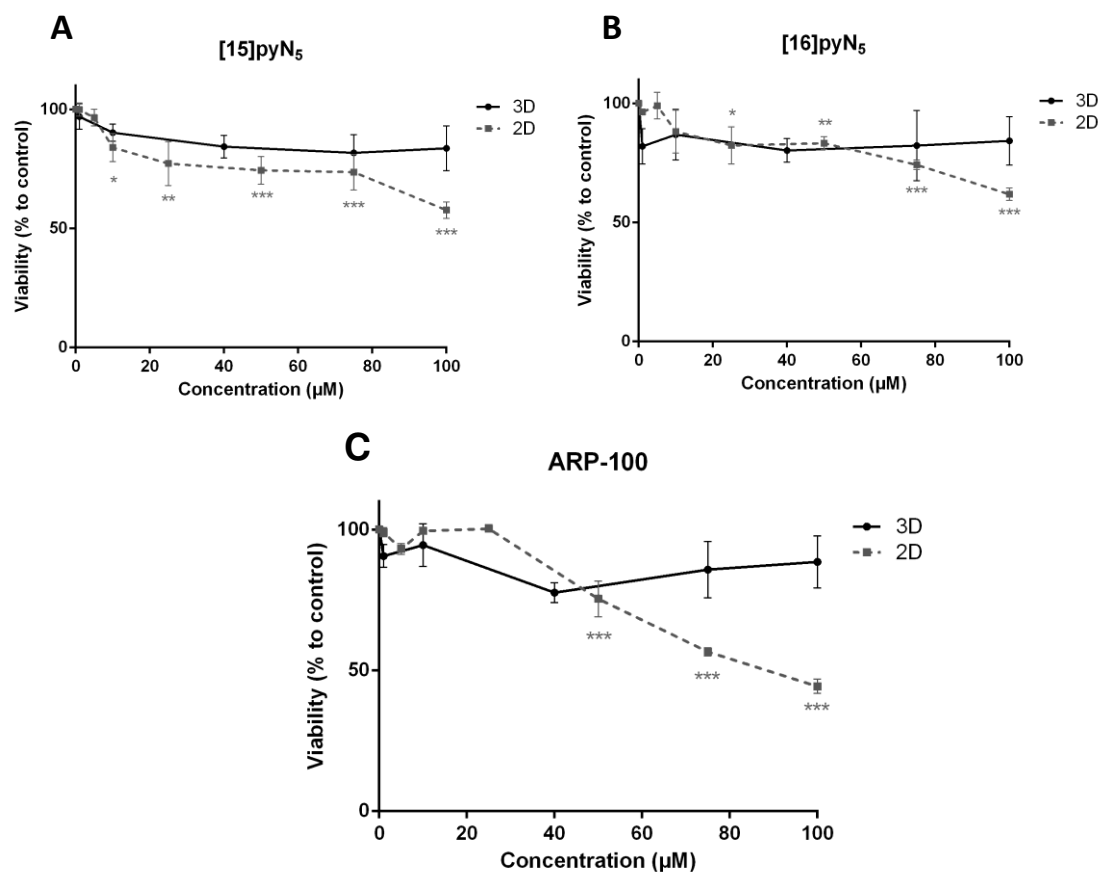 A
[15]pyN5
3D
2D
100
50
0
Viability (% to control)
*
**
***
***
***
0 20 40 60 80 100
Concentration (µM)
B
[16]pyN5
3D
2D
100
50
0
Viability (% to control)
*
**
***
***
0 20 40 60 80 100
Concentration (µM)
C
ARP-100
3D
2D
100
50
0
Viability (% to control)
***
***
***
0 20 40 60 80 100
Concentration (µM)